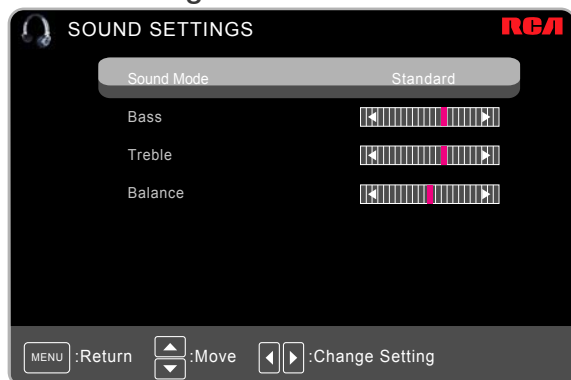 SOUND SETTINGS RCA
Sound Mode Standard
Bass
Treble
Balance
MENU :Return :Move :Change Setting